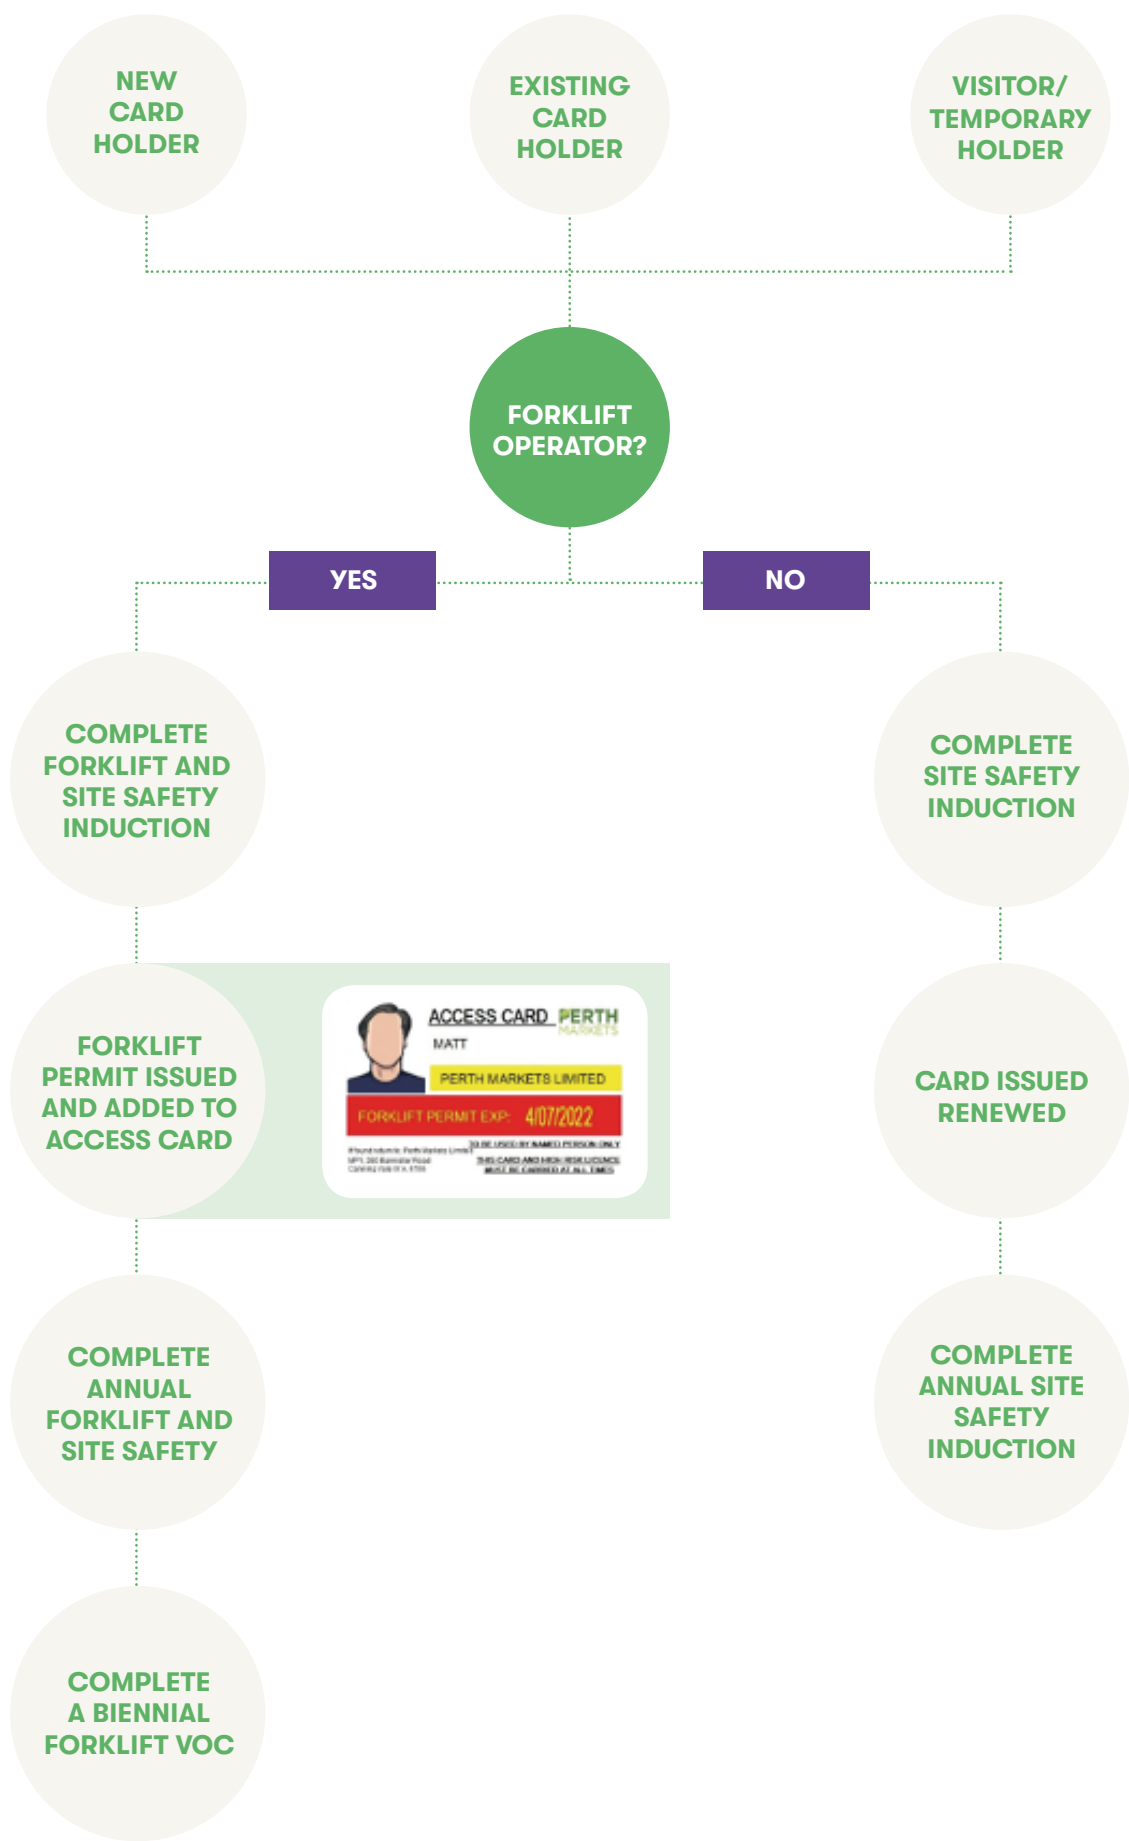 NEW
CARD
HOLDER
EXISTING
CARD
HOLDER
VISITOR/
TEMPORARY
HOLDER
FORKLIFT
OPERATOR?
YES
NO
COMPLETE
FORKLIFT AND
SITE SAFETY
INDUCTION
COMPLETE
SITE SAFETY
INDUCTION
FORKLIFT
PERMIT ISSUED
AND ADDED TO
ACCESS CARD
ACCESS CARD
PERTH
MARKETS
MATT
PERTH MARKETS LIMITED
FORKLIFT PERMIT EXP: 4/07/2022
TO BE USED BY NAMED PERSON ONLY
THIS CARD AND HIGH RISK LICENCE
MUST BE CARRIED AT ALL TIMES
Perth Markets Limited
CARD ISSUED
RENEWED
COMPLETE
ANNUAL
FORKLIFT AND
SITE SAFETY
COMPLETE
ANNUAL SITE
SAFETY
INDUCTION
COMPLETE
A BIENNIAL
FORKLIFT VOC